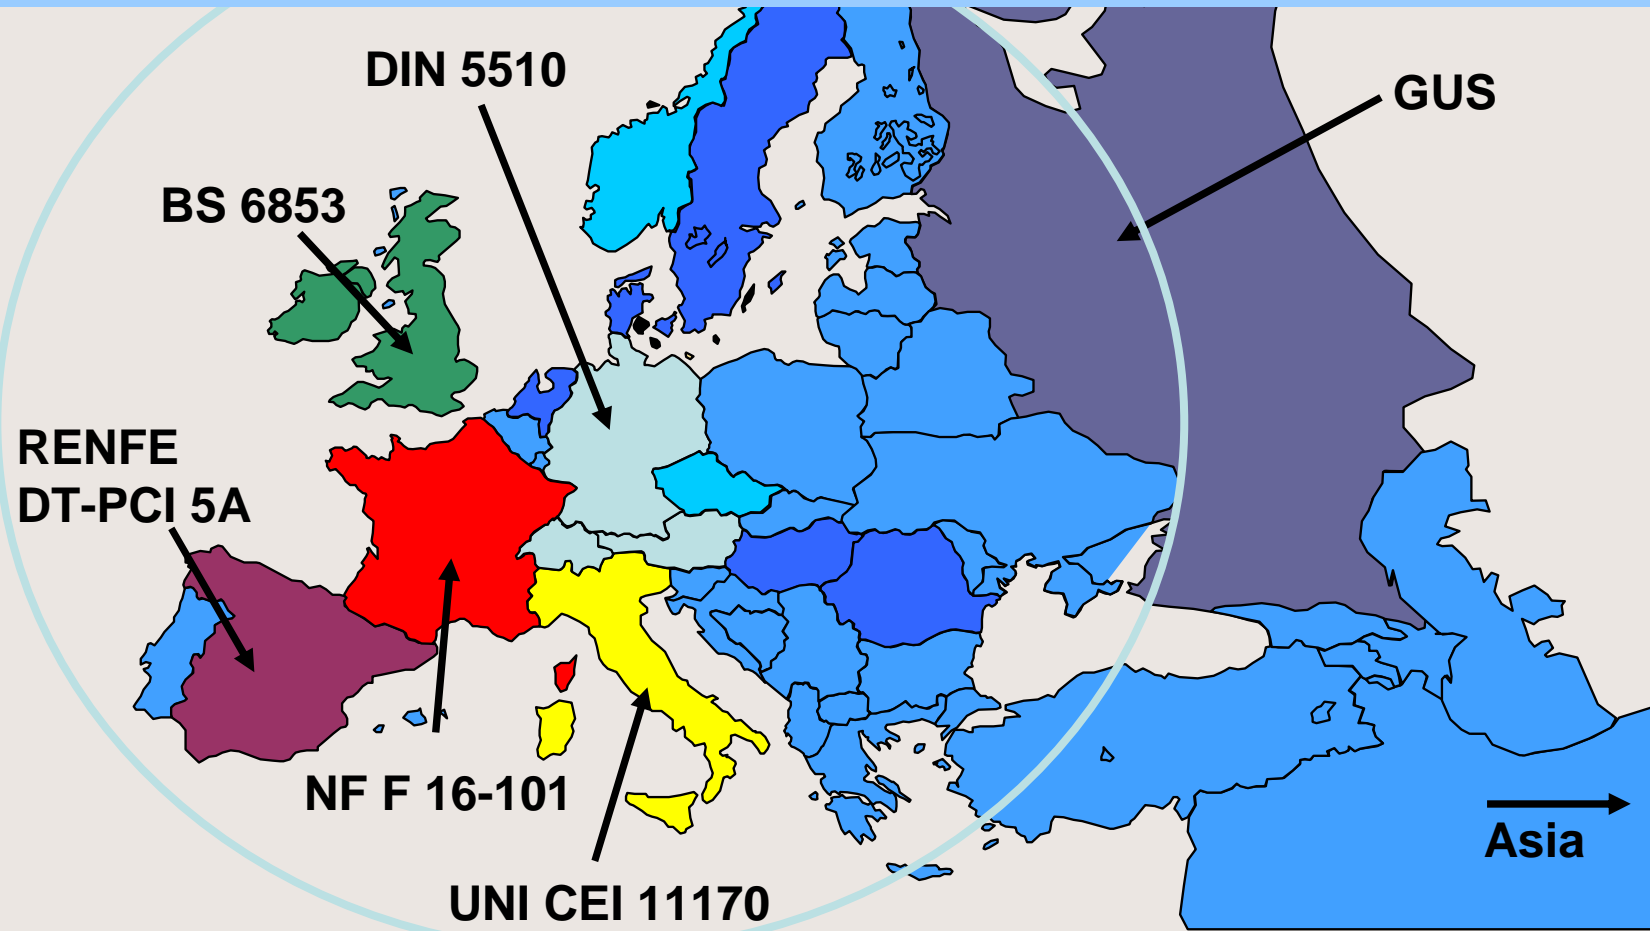 DIN 5510
GUS
BS 6853
RENFE
DT-PCI 5A
NF F 16-101
Asia
UNI CEI 11170